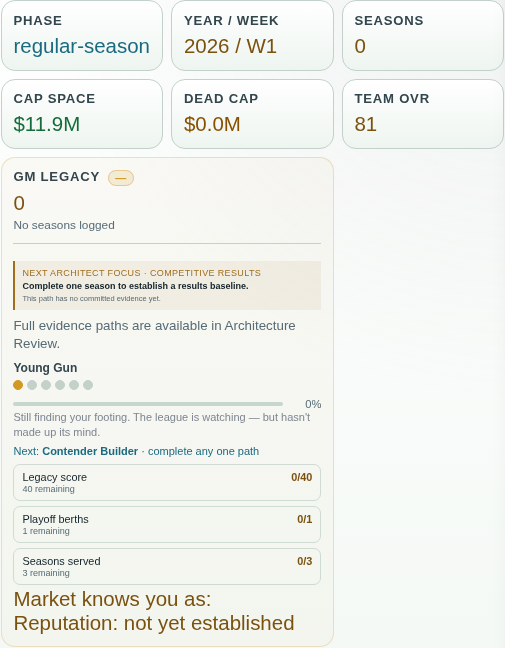 PHASE
regular-season
YEAR / WEEK
2026 / W1
SEASONS
0
CAP SPACE
$11.9M
DEAD CAP
$0.0M
TEAM OVR
81
GM LEGACY —
0
No seasons logged
NEXT ARCHITECT FOCUS · COMPETITIVE RESULTS
Complete one season to establish a results baseline.
This path has no committed evidence yet.
Full evidence paths are available in Architecture
Review.
Young Gun
0%
Still finding your footing. The league is watching — but hasn't
made up its mind.
Next: Contender Builder · complete any one path
Legacy score 0/40
40 remaining
Playoff berths 0/1
1 remaining
Seasons served 0/3
3 remaining
Market knows you as:
Reputation: not yet established